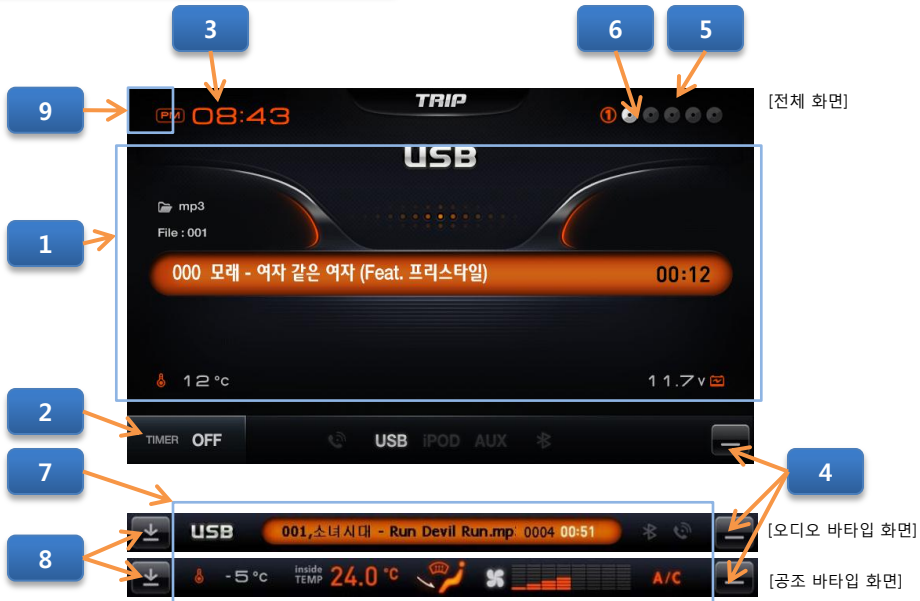 3
6
5
9
PM 08:43
TRIP
①
[전체 화면]
USB
mp3
File : 001
1
000 모래 - 여자 같은 여자 (Feat. 프리스타일) 00:12
12°c
11.7v
2
TIMER OFF
USB iPOD AUX
7
4
USB 001,소녀시대 - Run Devil Run.mp 0004 00:51
[오디오 바타입 화면]
8
-5°c inside TEMP 24.0 °C A/C
[공조 바타입 화면]